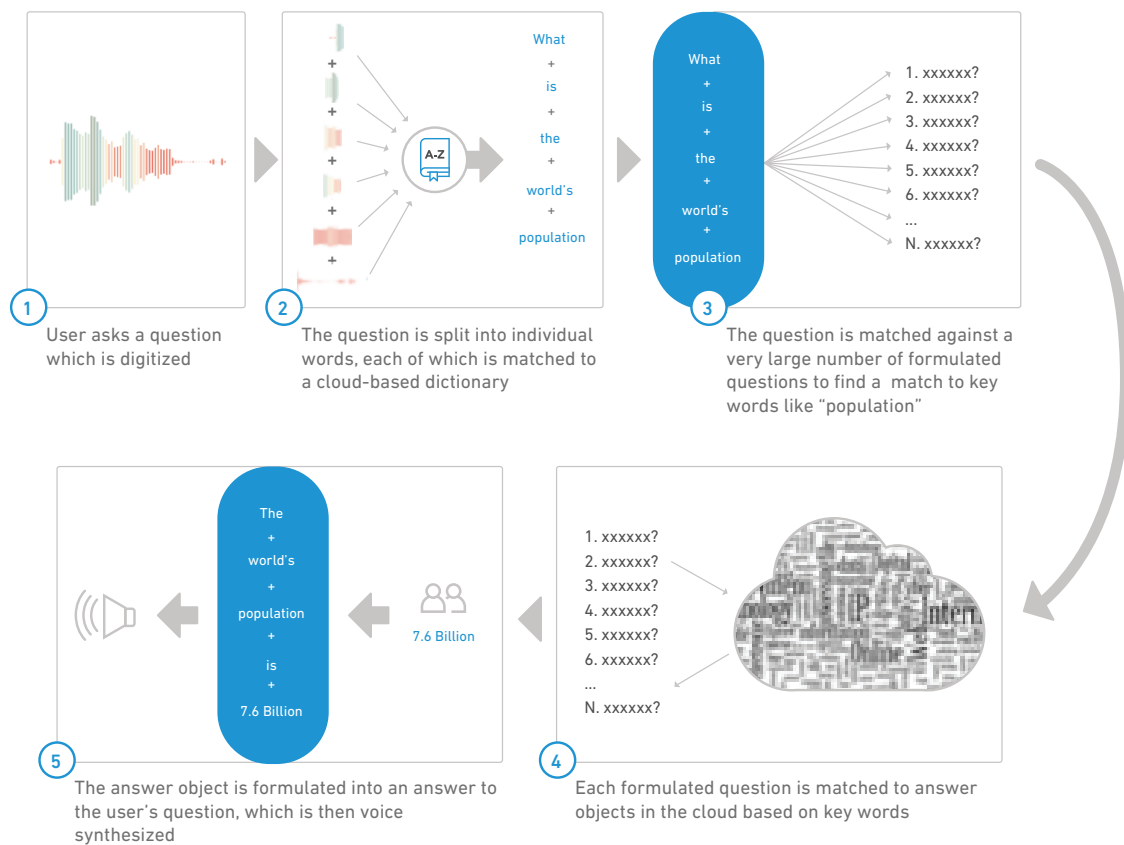 What
+
+
is
+
+
A-Z
the
+
+
world's
+
+
population
+
1
User asks a question
which is digitized
2
The question is split into individual
words, each of which is matched to
a cloud-based dictionary
What
+
is
+
the
+
world's
+
population
1. xxxxxx?
2. xxxxxx?
3. xxxxxx?
4. xxxxxx?
5. xxxxxx?
6. xxxxxx?
...
N. xxxxxx?
3
The question is matched against a
very large number of formulated
questions to find a match to key
words like “population”
1. xxxxxx?
2. xxxxxx?
3. xxxxxx?
4. xxxxxx?
5. xxxxxx?
6. xxxxxx?
...
N. xxxxxx?
Online
4
Each formulated question is matched to answer
objects in the cloud based on key words
7.6 Billion
The
+
world's
+
population
+
is
+
7.6 Billion
5
The answer object is formulated into an answer to
the user's question, which is then voice
synthesized